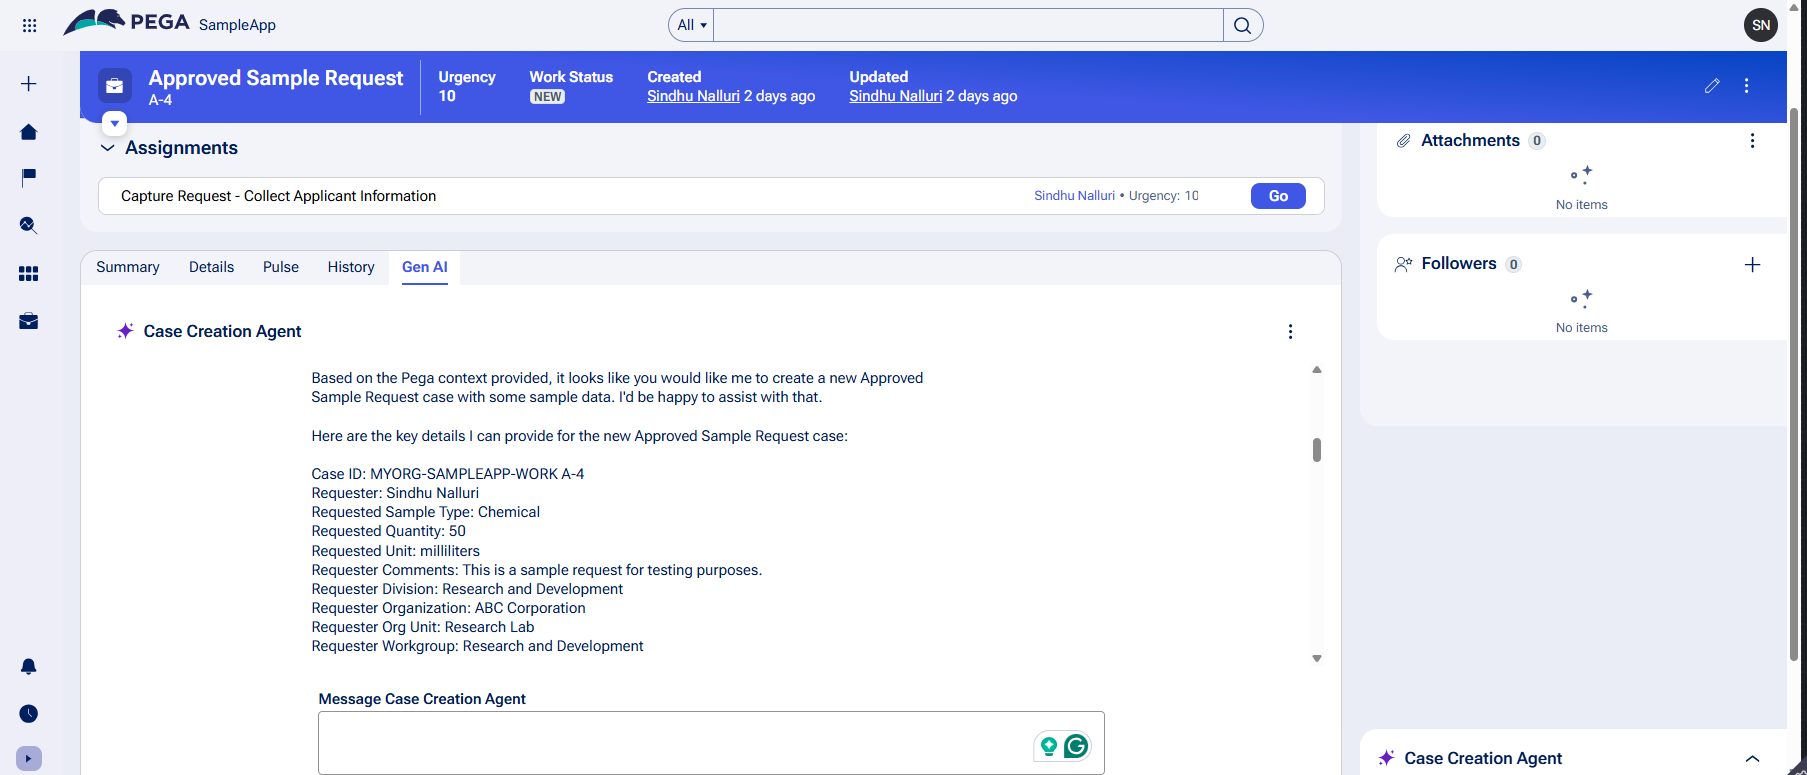 PEGA SampleApp
All
SN
Approved Sample Request
A-4
Urgency
10
Work Status
NEW
Created
Sindhu Nalluri 2 days ago
Updated
Sindhu Nalluri 2 days ago
Assignments
Capture Request - Collect Applicant Information
Sindhu Nalluri • Urgency: 10
Go
Attachments 0
No items
Followers 0
No items
Summary Details Pulse History Gen AI
Case Creation Agent
Based on the Pega context provided, it looks like you would like me to create a new Approved
Sample Request case with some sample data. I'd be happy to assist with that.
Here are the key details I can provide for the new Approved Sample Request case:
Case ID: MYORG-SAMPLEAPP-WORK A-4
Requester: Sindhu Nalluri
Requested Sample Type: Chemical
Requested Quantity: 50
Requested Unit: milliliters
Requester Comments: This is a sample request for testing purposes.
Requester Division: Research and Development
Requester Organization: ABC Corporation
Requester Org Unit: Research Lab
Requester Workgroup: Research and Development
Message Case Creation Agent
Case Creation Agent